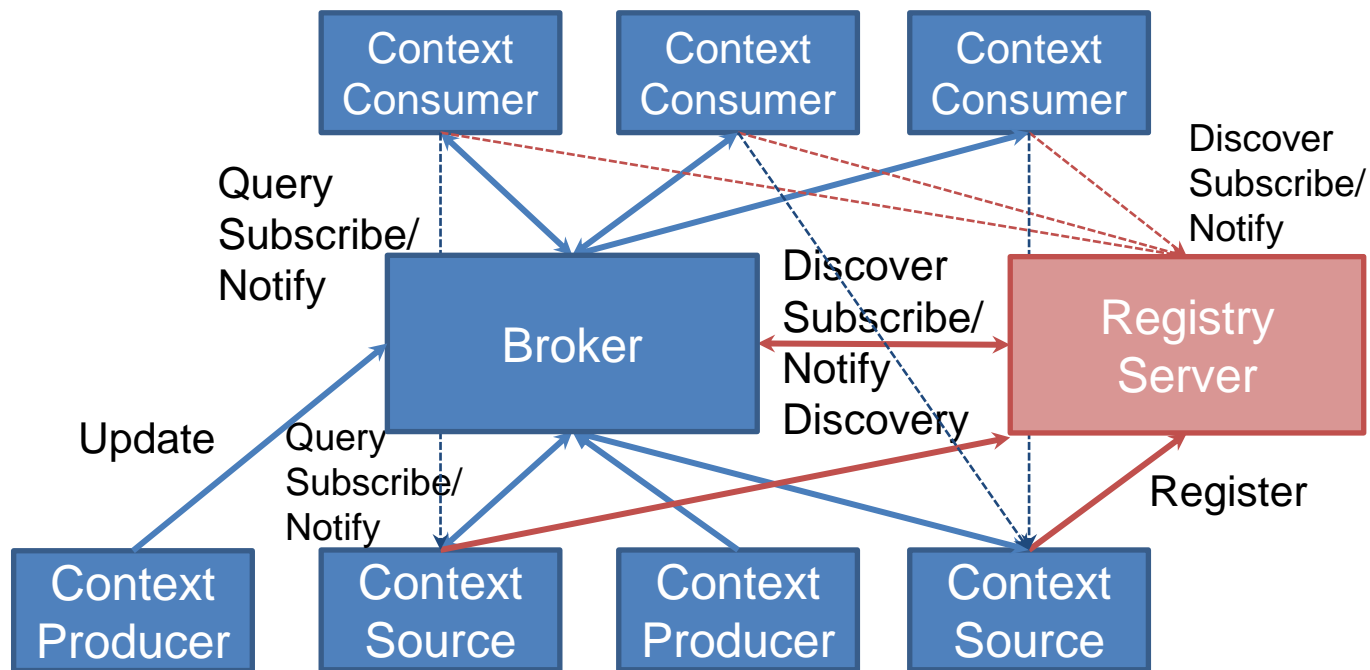 Context
Consumer
Context
Consumer
Context
Consumer
Query
Subscribe/
Notify
Discover
Subscribe/
Notify
Broker
Discover
Subscribe/
Notify
Discovery
Registry
Server
Update
Query
Subscribe/
Notify
Register
Context
Producer
Context
Source
Context
Producer
Context
Source